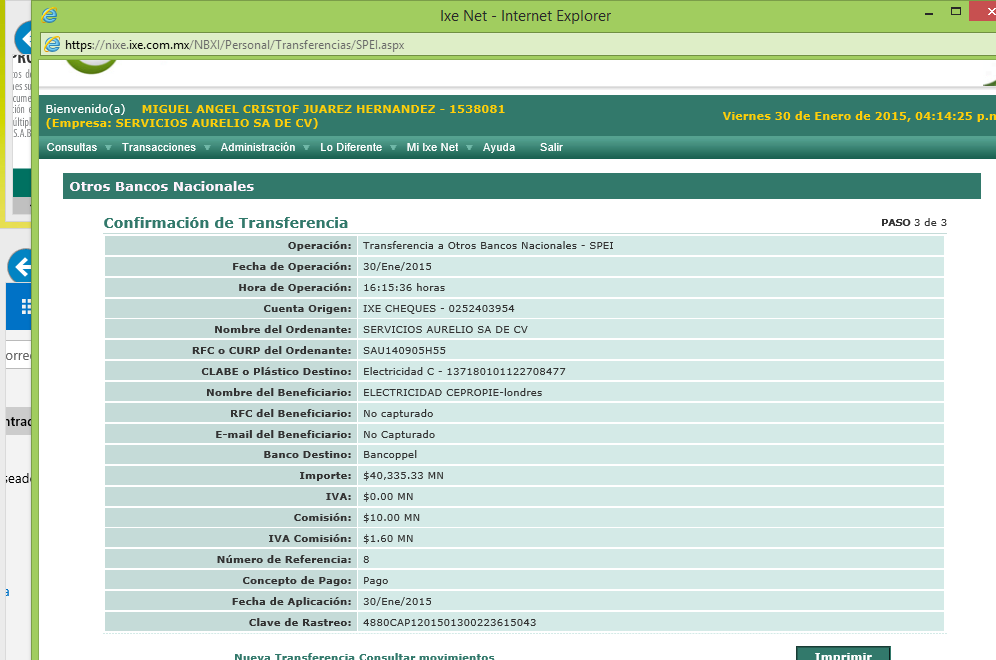 Ixe Net - Internet Explorer
https://nixe.ixe.com.mx/NBXI/Personal/Transferencias/SPEI.aspx
Bienvenido(a) MIGUEL ANGEL CRISTOF JUAREZ HERNANDEZ - 1538081
(Empresa: SERVICIOS AURELIO SA DE CV)
Viernes 30 de Enero de 2015, 04:14:25 p.m
Consultas Transacciones Administración Lo Diferente Mi Ixe Net Ayuda Salir
Otros Bancos Nacionales
Confirmación de Transferencia
PASO 3 de 3
Operación: Transferencia a Otros Bancos Nacionales - SPEI
Fecha de Operación: 30/Ene/2015
Hora de Operación: 16:15:36 horas
Cuenta Origen: IXE CHEQUES - 0252403954
Nombre del Ordenante: SERVICIOS AURELIO SA DE CV
RFC o CURP del Ordenante: SAU140905H55
CLABE o Plástico Destino: Electricidad C - 137180101122708477
Nombre del Beneficiario: ELECTRICIDAD CEPROPIE-londres
RFC del Beneficiario: No capturado
E-mail del Beneficiario: No Capturado
Banco Destino: Bancoppel
Importe: $40,335.33 MN
IVA: $0.00 MN
Comisión: $10.00 MN
IVA Comisión: $1.60 MN
Número de Referencia: 8
Concepto de Pago: Pago
Fecha de Aplicación: 30/Ene/2015
Clave de Rastreo: 4880CAP1201501300223615043
Nueva Transferencia Consultar movimientos
Imprimir